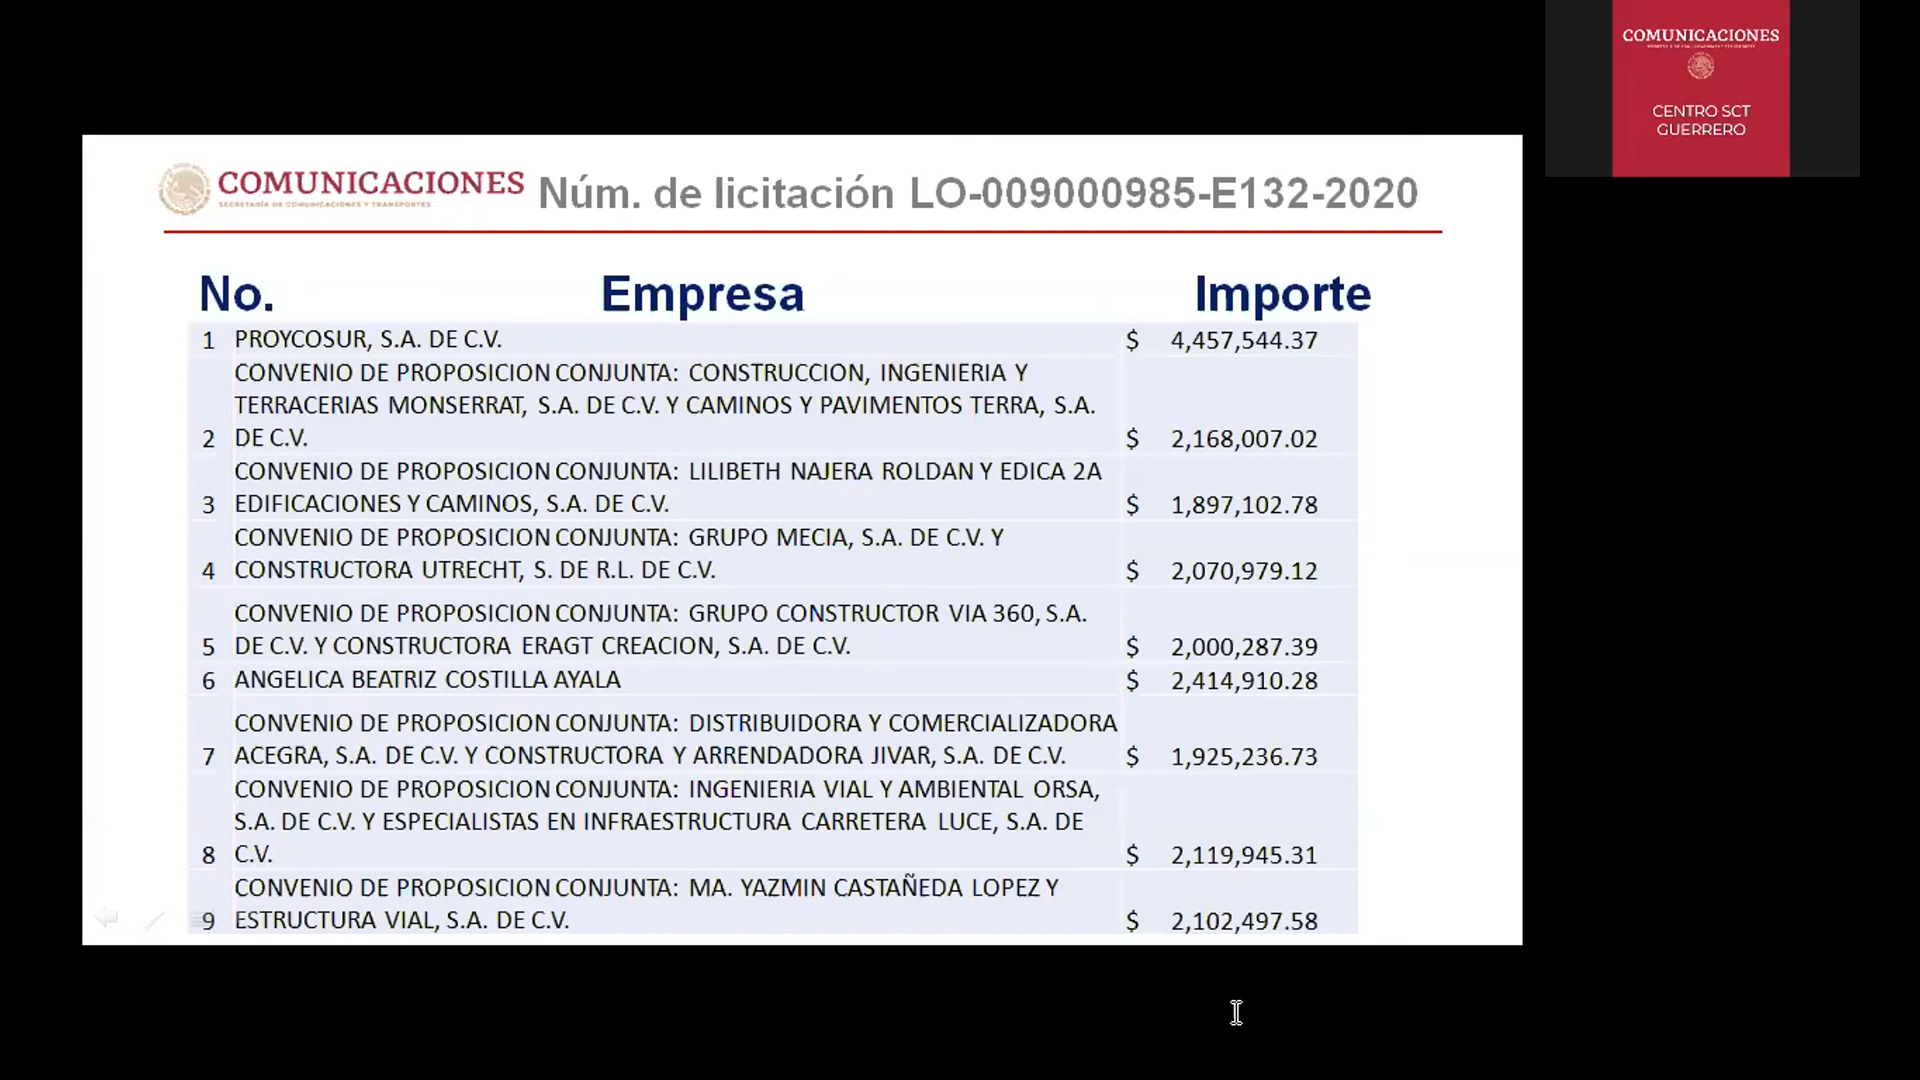 COMUNICACIONES
CENTRO SCT
GUERRERO
COMUNICACIONES
SECRETARÍA DE COMUNICACIONES Y TRANSPORTES
Núm. de licitación LO-009000985-E132-2020
No. Empresa Importe
1 PROYCOSUR, S.A. DE C.V. $ 4,457,544.37
CONVENIO DE PROPOSICION CONJUNTA: CONSTRUCCION, INGENIERIA Y
TERRACERIAS MONSERRAT, S.A. DE C.V. Y CAMINOS Y PAVIMENTOS TERRA, S.A.
2 DE C.V. $ 2,168,007.02
CONVENIO DE PROPOSICION CONJUNTA: LILIBETH NAJERA ROLDAN Y EDICA 2A
3 EDIFICACIONES Y CAMINOS, S.A. DE C.V. $ 1,897,102.78
CONVENIO DE PROPOSICION CONJUNTA: GRUPO MECIA, S.A. DE C.V. Y
4 CONSTRUCTORA UTRECHT, S. DE R.L. DE C.V. $ 2,070,979.12
CONVENIO DE PROPOSICION CONJUNTA: GRUPO CONSTRUCTOR VIA 360, S.A.
5 DE C.V. Y CONSTRUCTORA ERAGT CREACION, S.A. DE C.V. $ 2,000,287.39
6 ANGELICA BEATRIZ COSTILLA AYALA $ 2,414,910.28
CONVENIO DE PROPOSICION CONJUNTA: DISTRIBUIDORA Y COMERCIALIZADORA
7 ACEGRA, S.A. DE C.V. Y CONSTRUCTORA Y ARRENDADORA JIVAR, S.A. DE C.V. $ 1,925,236.73
CONVENIO DE PROPOSICION CONJUNTA: INGENIERIA VIAL Y AMBIENTAL ORSA,
S.A. DE C.V. Y ESPECIALISTAS EN INFRAESTRUCTURA CARRETERA LUCE, S.A. DE
8 C.V. $ 2,119,945.31
CONVENIO DE PROPOSICION CONJUNTA: MA. YAZMIN CASTAÑEDA LOPEZ Y
9 ESTRUCTURA VIAL, S.A. DE C.V. $ 2,102,497.58